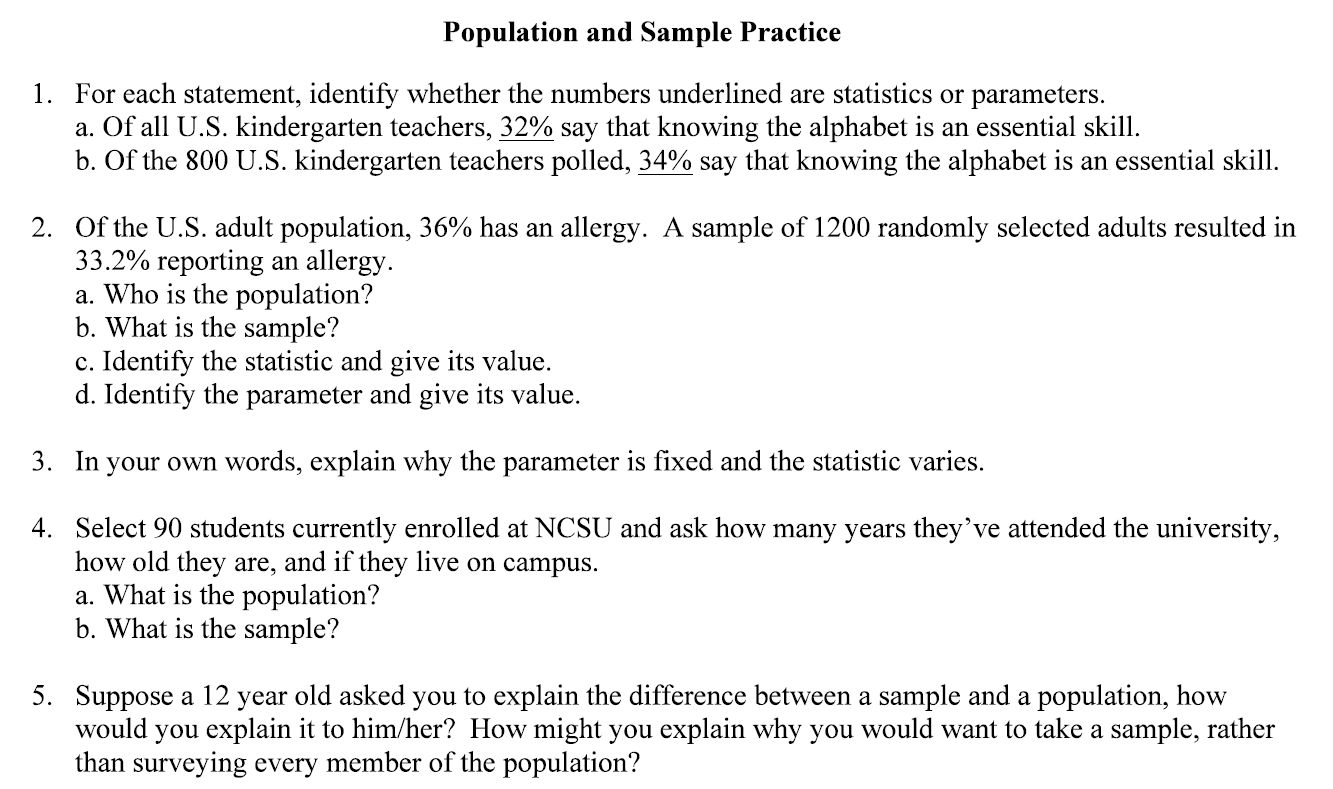 Population and Sample Practice
1. For each statement, identify whether the numbers underlined are statistics or parameters.
a. Of all U.S. kindergarten teachers, 32% say that knowing the alphabet is an essential skill.
b. Of the 800 U.S. kindergarten teachers polled, 34% say that knowing the alphabet is an essential skill.
2. Of the U.S. adult population, 36% has an allergy. A sample of 1200 randomly selected adults resulted in
33.2% reporting an allergy.
a. Who is the population?
b. What is the sample?
c. Identify the statistic and give its value.
d. Identify the parameter and give its value.
3. In your own words, explain why the parameter is fixed and the statistic varies.
4. Select 90 students currently enrolled at NCSU and ask how many years they’ve attended the university,
how old they are, and if they live on campus.
a. What is the population?
b. What is the sample?
5. Suppose a 12 year old asked you to explain the difference between a sample and a population, how
would you explain it to him/her? How might you explain why you would want to take a sample, rather
than surveying every member of the population?